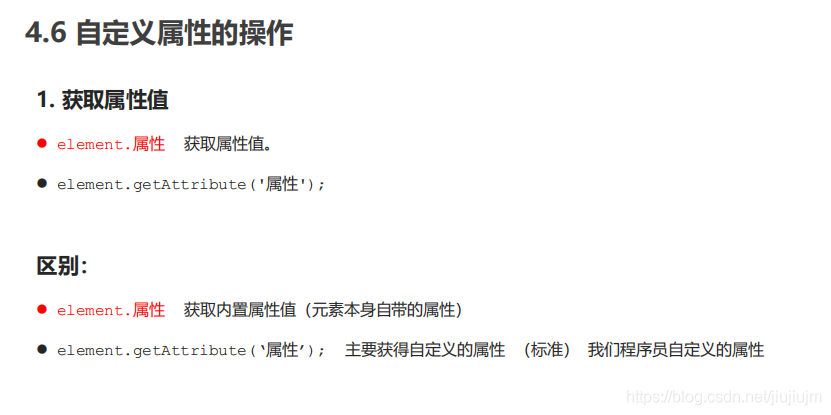 4.6 自定义属性的操作
1. 获取属性值
● element.属性 获取属性值。
● element.getAttribute('属性');
区别：
● element.属性 获取内置属性值（元素本身自带的属性）
● element.getAttribute(‘属性’); 主要获得自定义的属性 （标准） 我们程序员自定义的属性
https://blog.csdn.net/jiujiujm